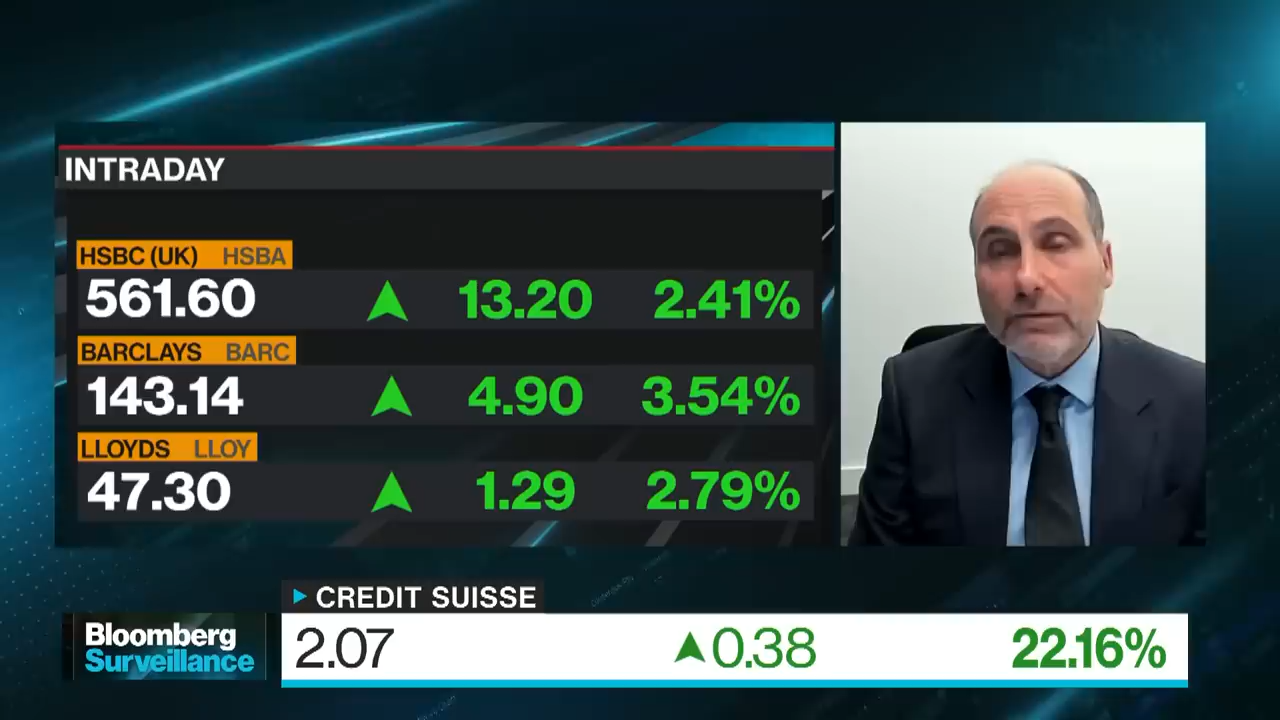 INTRADAY
HSBC (UK) HSBA
561.60 ▲ 13.20 2.41%
BARCLAYS BARC
143.14 ▲ 4.90 3.54%
LLOYDS LLOY
47.30 ▲ 1.29 2.79%
CREDIT SUISSE
Bloomberg
Surveillance
2.07 ▲0.38 22.16%